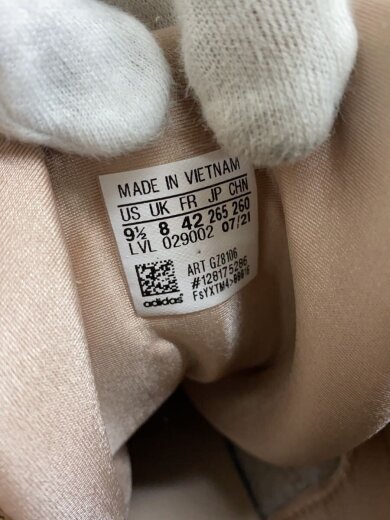 MADE IN VIETNAM
US UK FR JP CHN
9½ 8 42 265 260
LVL 029002 07/21
ART GZ8106
#128175286
adidas